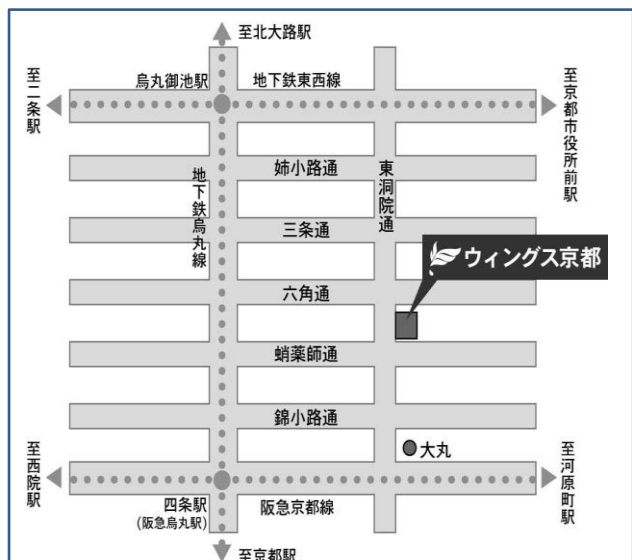 至北大路駅
至二条駅
烏丸御池駅
地下鉄東西線
至京都市役所前駅
姉小路通
東洞院通
地下鉄烏丸線
三条通
ウィングス京都
六角通
蛸薬師通
錦小路通
大丸
至西院駅
至河原町駅
四条駅
(阪急烏丸駅)
阪急京都線
至京都駅